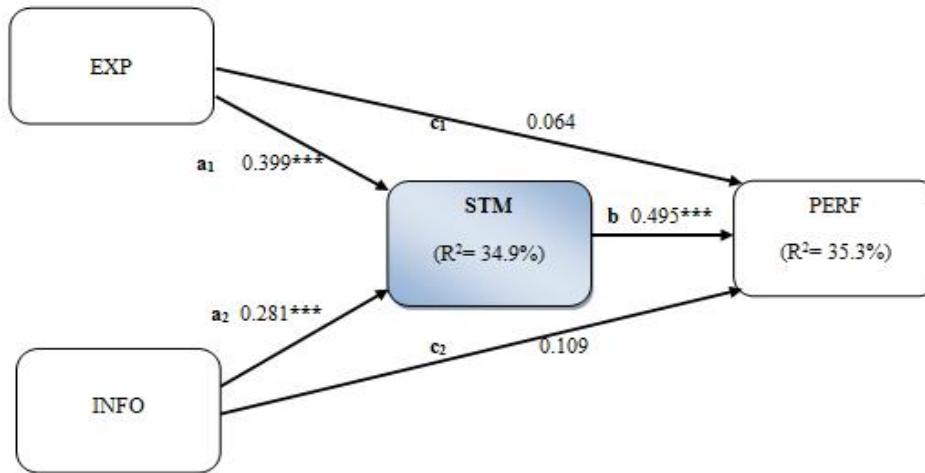 EXP
c₁ 0.064
a₁ 0.399***
STM
(R²= 34.9%)
b 0.495***
PERF
(R²= 35.3%)
a₂ 0.281***
c₂ 0.109
INFO